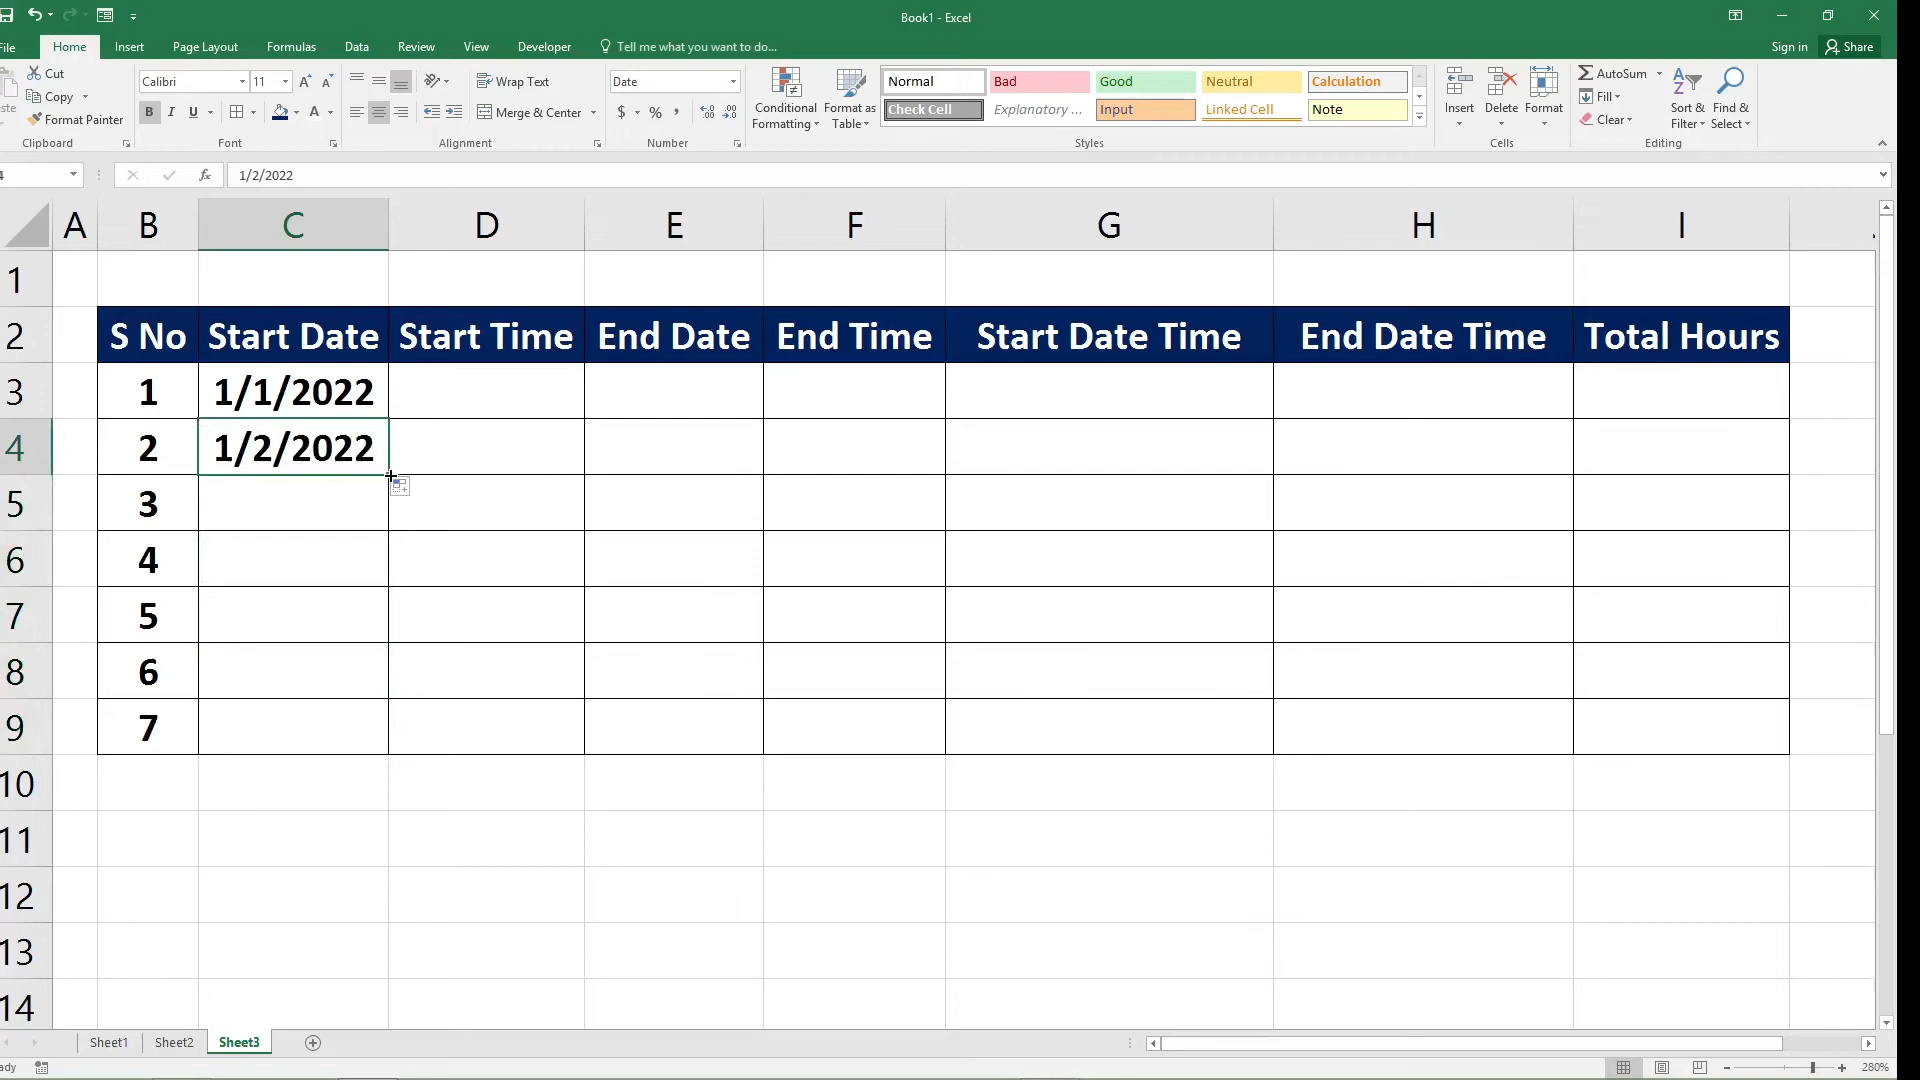 Book1 - Excel
File Home Insert Page Layout Formulas Data Review View Developer Tell me what you want to do... Sign in Share
Cut
Copy
Format Painter
Clipboard
Calibri 11
B I U
Font
Wrap Text
Merge & Center
Alignment
Date
$ % ,
Number
Conditional Formatting
Format as Table
Normal Bad Good Neutral Calculation
Check Cell Explanatory ... Input Linked Cell Note
Styles
Insert Delete Format
Cells
AutoSum
Fill
Clear
Sort & Filter
Find & Select
Editing
fx 1/2/2022
A B C D E F G H I
1
2 S No Start Date Start Time End Date End Time Start Date Time End Date Time Total Hours
3 1 1/1/2022
4 2 1/2/2022
5 3
6 4
7 5
8 6
9 7
10
11
12
13
14
Sheet1 Sheet2 Sheet3
280%